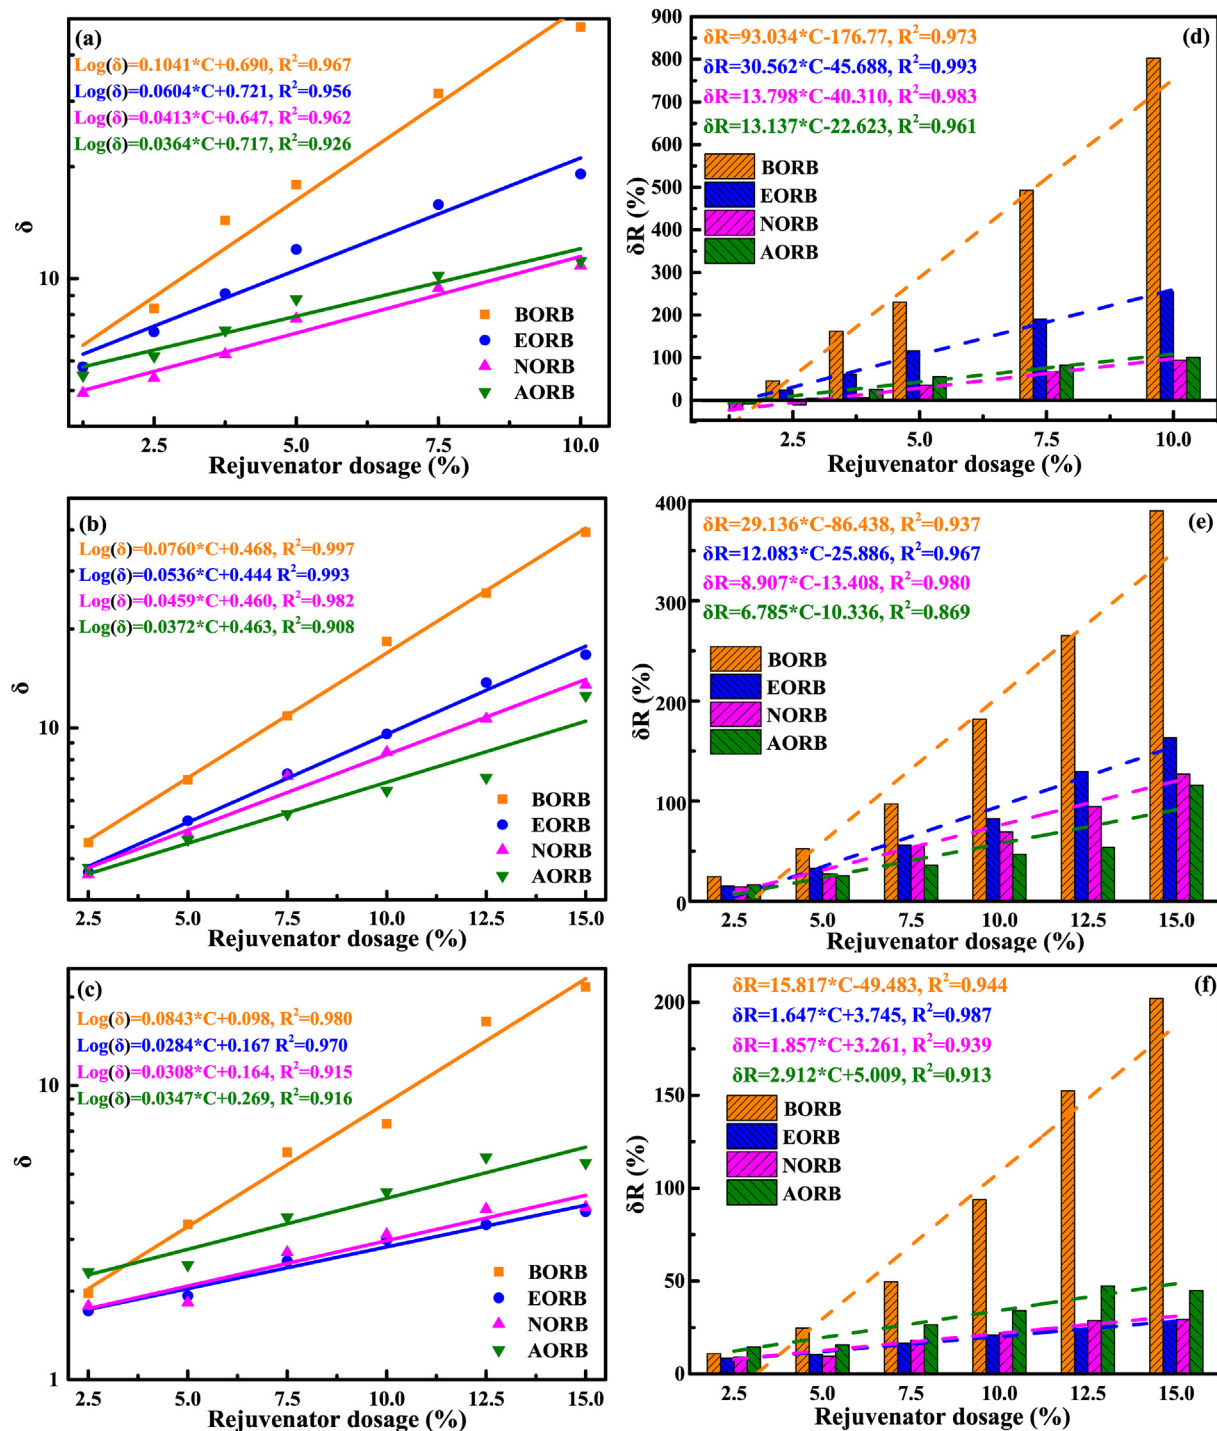 (a)
Log(δ)=0.1041*C+0.690, R²=0.967
Log(δ)=0.0604*C+0.721, R²=0.956
Log(δ)=0.0413*C+0.647, R²=0.962
Log(δ)=0.0364*C+0.717, R²=0.926
δ
10
BORB
EORB
NORB
AORB
2.5 5.0 7.5 10.0
Rejuvenator dosage (%)
(d)
δR=93.034*C-176.77, R²=0.973
δR=30.562*C-45.688, R²=0.993
δR=13.798*C-40.310, R²=0.983
δR=13.137*C-22.623, R²=0.961
BORB
EORB
NORB
AORB
δR (%)
900
800
700
600
500
400
300
200
100
0
2.5 5.0 7.5 10.0
Rejuvenator dosage (%)
(b)
Log(δ)=0.0760*C+0.468, R²=0.997
Log(δ)=0.0536*C+0.444 R²=0.993
Log(δ)=0.0459*C+0.460, R²=0.982
Log(δ)=0.0372*C+0.463, R²=0.908
δ
10
BORB
EORB
NORB
AORB
2.5 5.0 7.5 10.0 12.5 15.0
Rejuvenator dosage (%)
(e)
δR=29.136*C-86.438, R²=0.937
δR=12.083*C-25.886, R²=0.967
δR=8.907*C-13.408, R²=0.980
δR=6.785*C-10.336, R²=0.869
BORB
EORB
NORB
AORB
δR (%)
400
300
200
100
0
2.5 5.0 7.5 10.0 12.5 15.0
Rejuvenator dosage (%)
(c)
Log(δ)=0.0843*C+0.098, R²=0.980
Log(δ)=0.0284*C+0.167 R²=0.970
Log(δ)=0.0308*C+0.164, R²=0.915
Log(δ)=0.0347*C+0.269, R²=0.916
δ
10
1
BORB
EORB
NORB
AORB
2.5 5.0 7.5 10.0 12.5 15.0
Rejuvenator dosage (%)
(f)
δR=15.817*C-49.483, R²=0.944
δR=1.647*C+3.745, R²=0.987
δR=1.857*C+3.261, R²=0.939
δR=2.912*C+5.009, R²=0.913
BORB
EORB
NORB
AORB
δR (%)
200
150
100
50
0
2.5 5.0 7.5 10.0 12.5 15.0
Rejuvenator dosage (%)